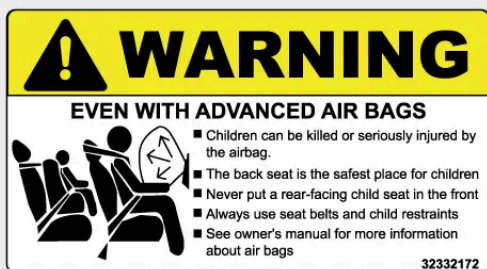 WARNING
EVEN WITH ADVANCED AIR BAGS
■ Children can be killed or seriously injured by
the airbag.
■ The back seat is the safest place for children
■ Never put a rear-facing child seat in the front
■ Always use seat belts and child restraints
■ See owner's manual for more information
about air bags
32332172